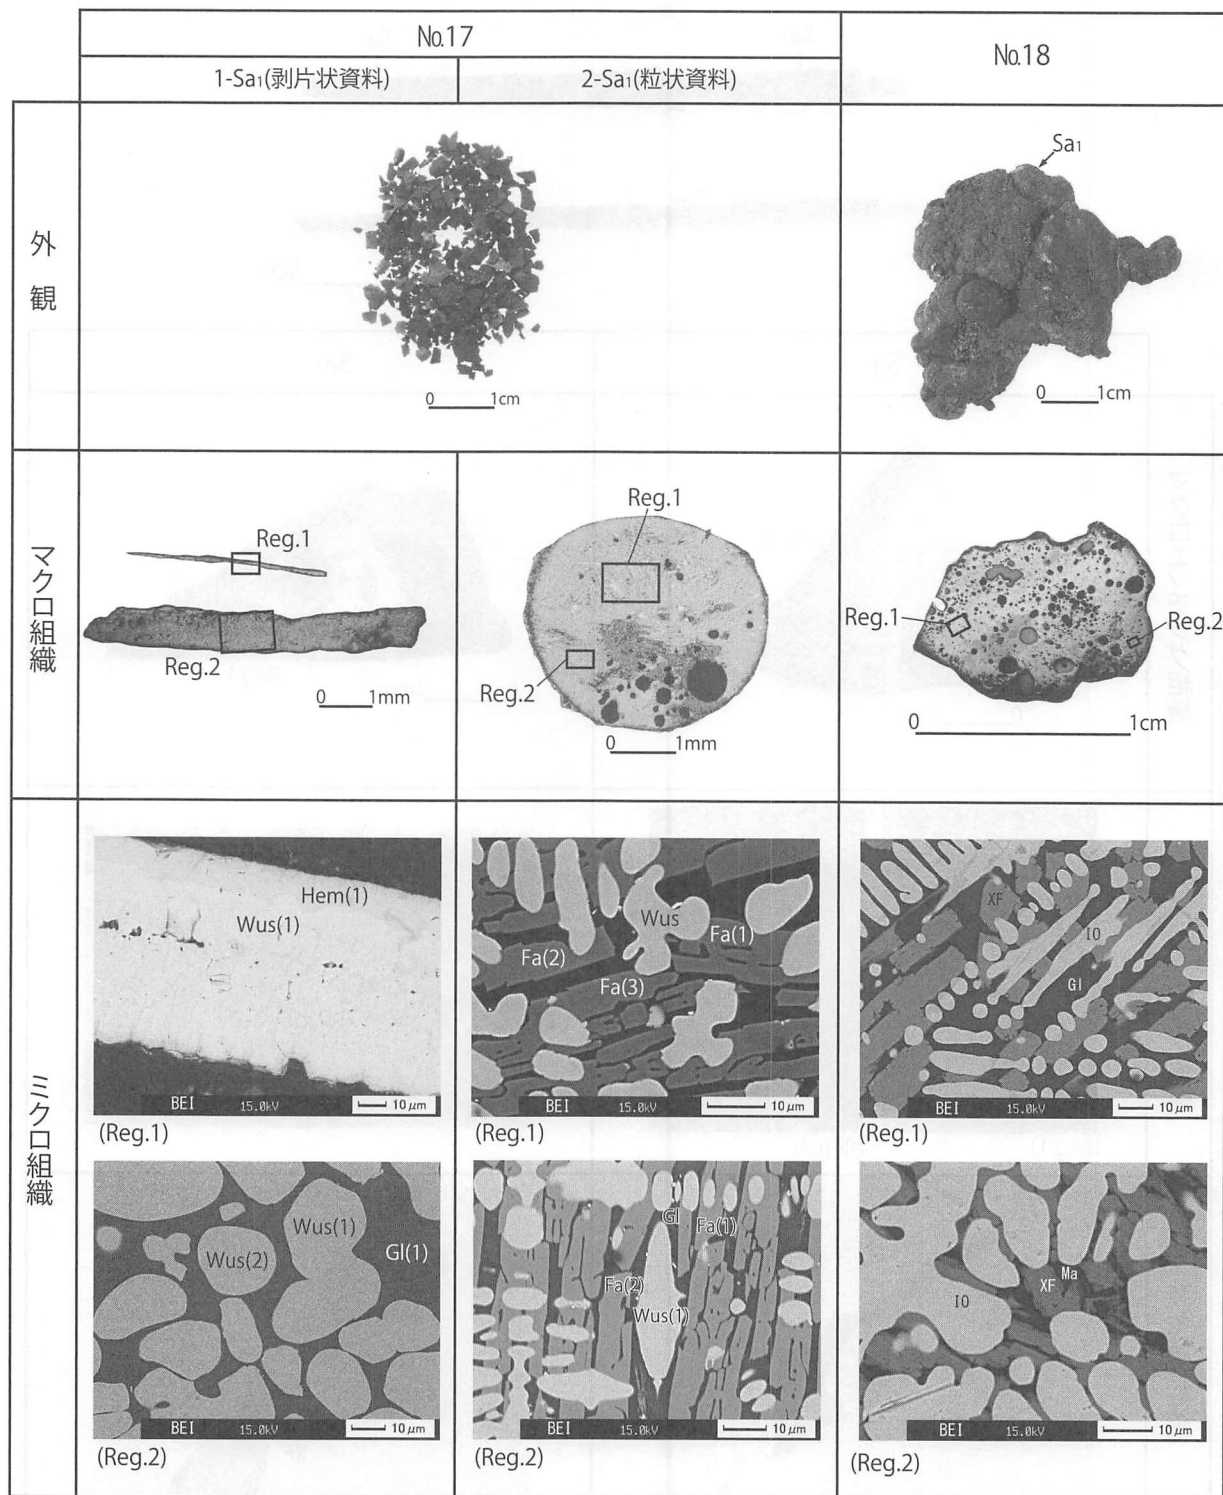 No.17
No.18
1-Sa₁(剥片状資料)
2-Sa₁(粒状資料)
外観
0 1cm
Sa₁
0 1cm
マクロ組織
Reg.1
Reg.2
0 1mm
Reg.1
Reg.2
0 1mm
Reg.1
Reg.2
0 1cm
ミクロ組織
Hem(1)
Wus(1)
BEI 15.0kV 10μm
(Reg.1)
Wus
Fa(1)
Fa(2)
Fa(3)
BEI 15.0kV 10μm
(Reg.1)
XF
IO
Gl
BEI 15.0kV 10μm
(Reg.1)
Wus(1)
Wus(2)
Gl(1)
BEI 15.0kV 10μm
(Reg.2)
Gl
Fa(1)
Fa(2)
Wus(1)
BEI 15.0kV 10μm
(Reg.2)
Ma
XF
IO
BEI 15.0kV 10μm
(Reg.2)